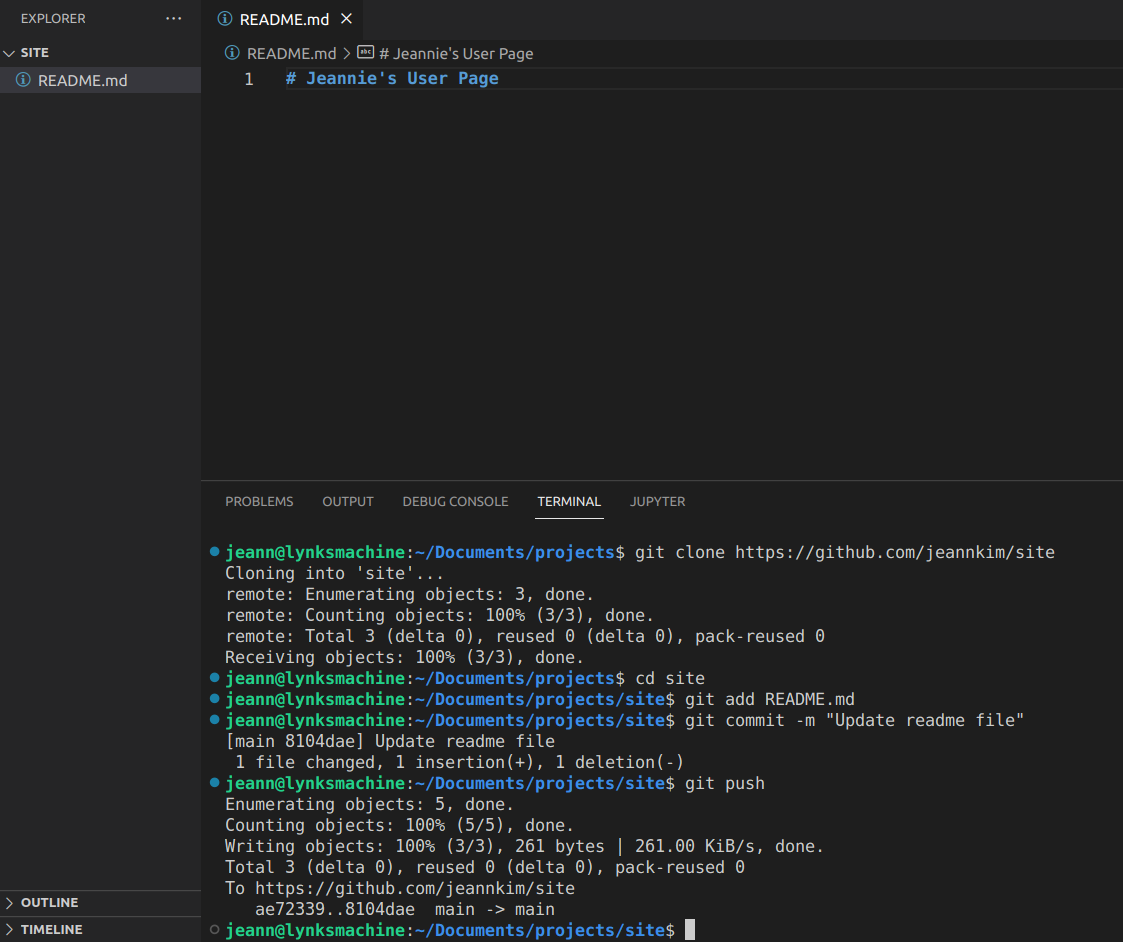 EXPLORER ···
SITE
README.md
README.md
README.md > # Jeannie's User Page
1 # Jeannie's User Page
PROBLEMS OUTPUT DEBUG CONSOLE TERMINAL JUPYTER
jeann@lynksmachine:~/Documents/projects$ git clone https://github.com/jeannkim/site
Cloning into 'site'...
remote: Enumerating objects: 3, done.
remote: Counting objects: 100% (3/3), done.
remote: Total 3 (delta 0), reused 0 (delta 0), pack-reused 0
Receiving objects: 100% (3/3), done.
jeann@lynksmachine:~/Documents/projects$ cd site
jeann@lynksmachine:~/Documents/projects/site$ git add README.md
jeann@lynksmachine:~/Documents/projects/site$ git commit -m "Update readme file"
[main 8104dae] Update readme file
 1 file changed, 1 insertion(+), 1 deletion(-)
jeann@lynksmachine:~/Documents/projects/site$ git push
Enumerating objects: 5, done.
Counting objects: 100% (5/5), done.
Writing objects: 100% (3/3), 261 bytes | 261.00 KiB/s, done.
Total 3 (delta 0), reused 0 (delta 0), pack-reused 0
To https://github.com/jeannkim/site
   ae72339..8104dae  main -> main
jeann@lynksmachine:~/Documents/projects/site$
OUTLINE
TIMELINE